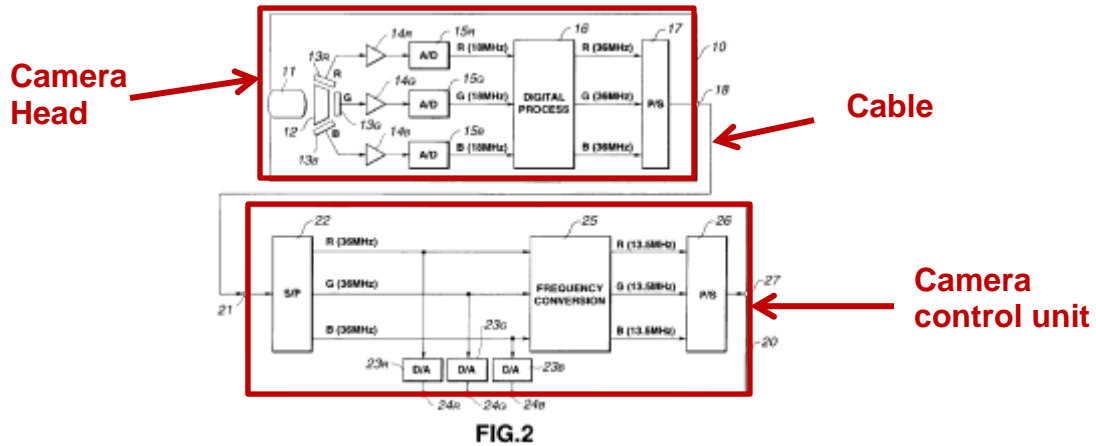 Camera
Head
11
12
13R
13G
13B
R
G
B
14R
14G
14B
15R
15G
15B
A/D
A/D
A/D
R (18MHz)
G (18MHz)
B (18MHz)
16
DIGITAL
PROCESS
R (36MHz)
G (36MHz)
B (36MHz)
17
P/S
10
18
Cable
22
S/P
21
R (36MHz)
G (36MHz)
B (36MHz)
23R
23G
23B
D/A
D/A
D/A
24R
24G
24B
25
FREQUENCY
CONVERSION
R (13.5MHz)
G (13.5MHz)
B (13.5MHz)
26
P/S
27
20
Camera
control unit
FIG.2